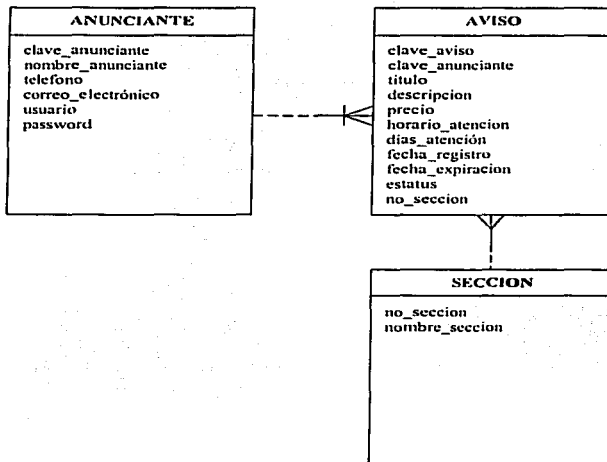 ANUNCIANTE
clave_anunciante
nombre_anunciante
telefono
correo_electrónico
usuario
password
AVISO
clave_aviso
clave_anunciante
titulo
descripcion
precio
horario_atencion
días_atención
fecha_registro
fecha_expiracion
estatus
no_seccion
SECCION
no_seccion
nombre_seccion